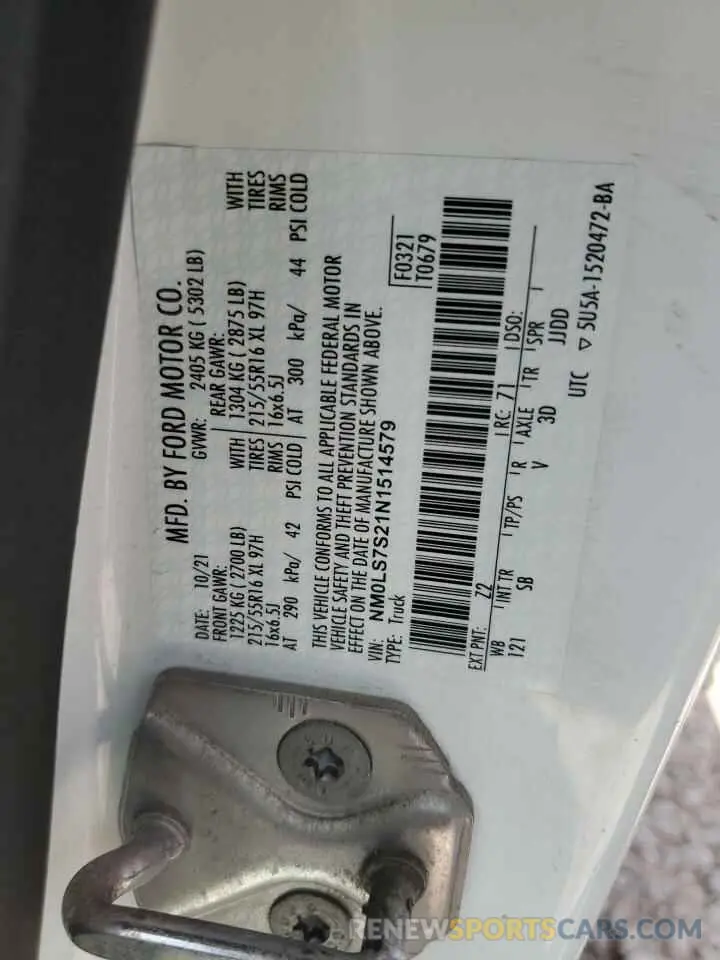 MFD. BY FORD MOTOR CO.
DATE: 10/21 GVWR: 2405 KG ( 5302 LB)
FRONT GAWR: REAR GAWR:
1225 KG ( 2700 LB) WITH 1304 KG ( 2875 LB) WITH
215/55R16 XL 97H TIRES 215/55R16 XL 97H TIRES
16x6.5J RIMS 16x6.5J RIMS
AT 290 kPa/ 42 PSI COLD AT 300 kPa/ 44 PSI COLD
THIS VEHICLE CONFORMS TO ALL APPLICABLE FEDERAL MOTOR
VEHICLE SAFETY AND THEFT PREVENTION STANDARDS IN
EFFECT ON THE DATE OF MANUFACTURE SHOWN ABOVE.
VIN: NM0LS7S21N1514579
TYPE: Truck
F0321
T0679
EXT PNT: Z2 RC: 71 DSO:
WB INT TR TP/PS R AXLE TR SPR
121 SB V 3D JJDD
UTC ▽ 5U5A-1520472-BA
RENEWSPORTSCARS.COM